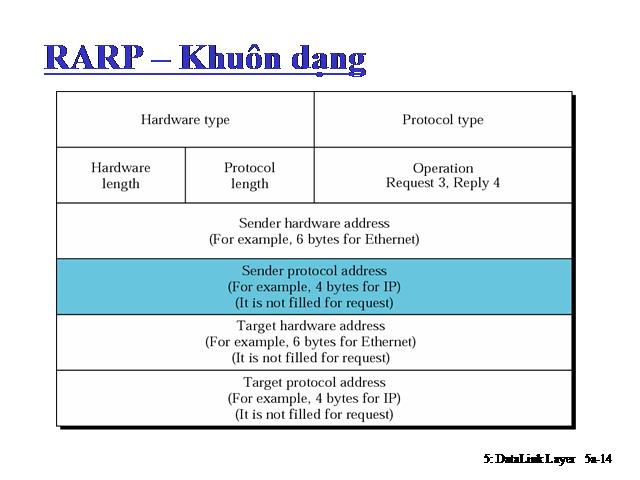 RARP – Khuôn dạng
Hardware type
Protocol type
Hardware
length
Protocol
length
Operation
Request 3, Reply 4
Sender hardware address
(For example, 6 bytes for Ethernet)
Sender protocol address
(For example, 4 bytes for IP)
(It is not filled for request)
Target hardware address
(For example, 6 bytes for Ethernet)
(It is not filled for request)
Target protocol address
(For example, 4 bytes for IP)
(It is not filled for request)
5: DataLink Layer 5a-14